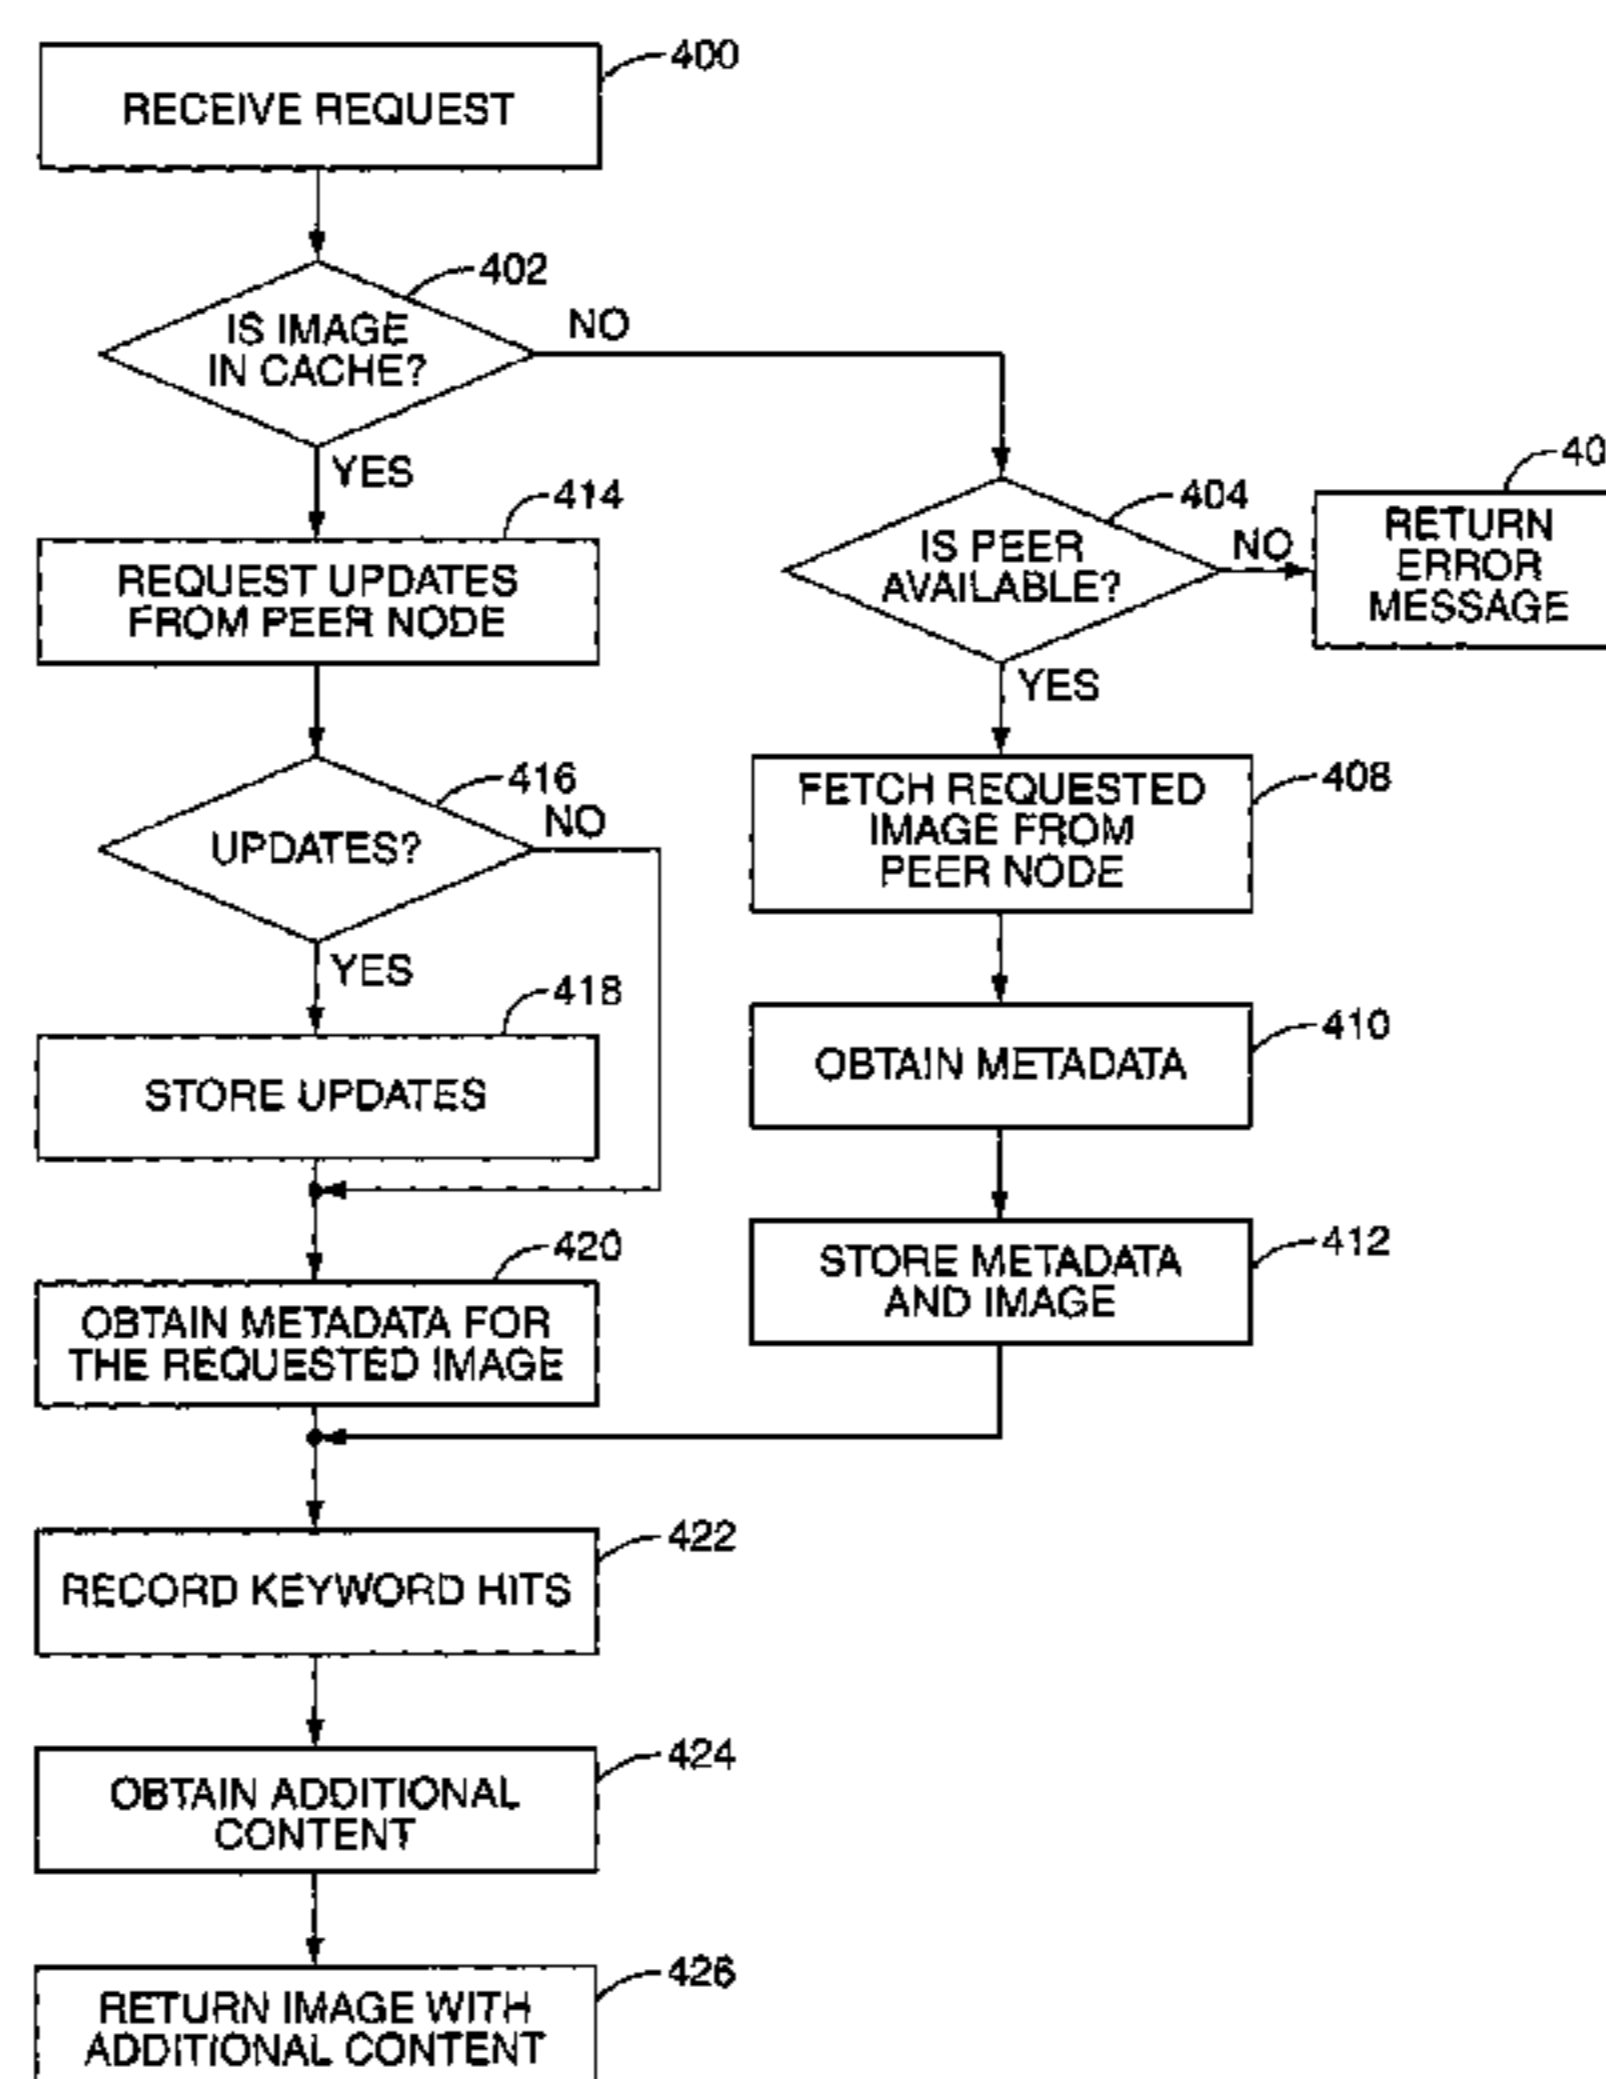 400
RECEIVE REQUEST
402
IS IMAGE
IN CACHE?
NO
YES
414
REQUEST UPDATES
FROM PEER NODE
404
IS PEER
AVAILABLE?
NO
40
RETURN
ERROR
MESSAGE
YES
416
UPDATES?
NO
YES
408
FETCH REQUESTED
IMAGE FROM
PEER NODE
418
STORE UPDATES
410
OBTAIN METADATA
420
OBTAIN METADATA FOR
THE REQUESTED IMAGE
412
STORE METADATA
AND IMAGE
422
RECORD KEYWORD HITS
424
OBTAIN ADDITIONAL
CONTENT
426
RETURN IMAGE WITH
ADDITIONAL CONTENT